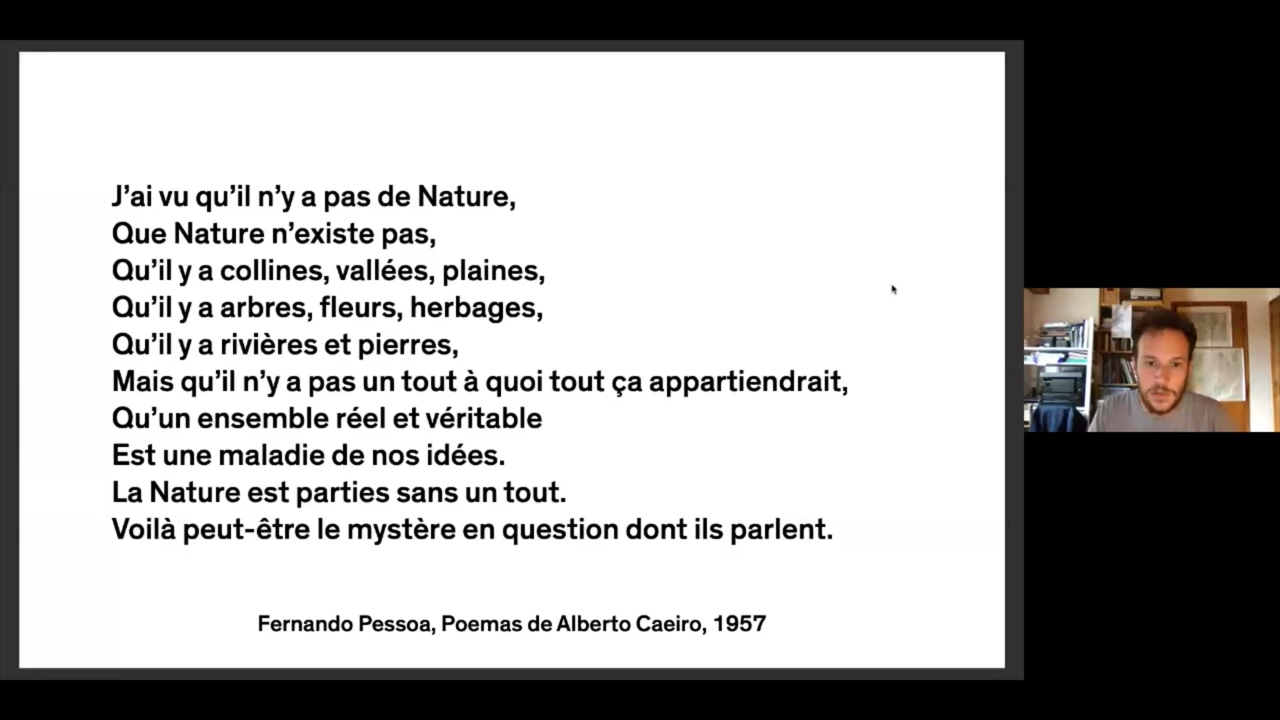 J’ai vu qu’il n’y a pas de Nature,
Que Nature n’existe pas,
Qu’il y a collines, vallées, plaines,
Qu’il y a arbres, fleurs, herbages,
Qu’il y a rivières et pierres,
Mais qu’il n’y a pas un tout à quoi tout ça appartiendrait,
Qu’un ensemble réel et véritable
Est une maladie de nos idées.
La Nature est parties sans un tout.
Voilà peut-être le mystère en question dont ils parlent.
Fernando Pessoa, Poemas de Alberto Caeiro, 1957